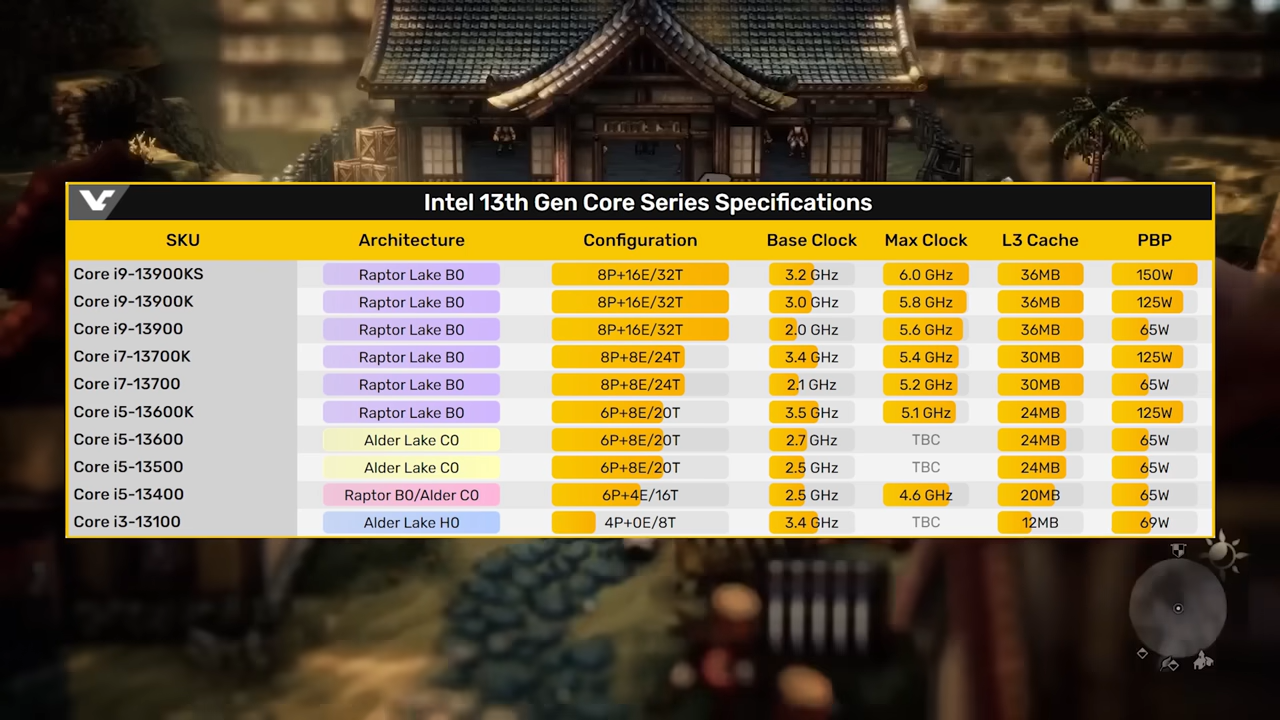 Intel 13th Gen Core Series Specifications
SKU Architecture Configuration Base Clock Max Clock L3 Cache PBP
Core i9-13900KS Raptor Lake B0 8P+16E/32T 3.2 GHz 6.0 GHz 36MB 150W
Core i9-13900K Raptor Lake B0 8P+16E/32T 3.0 GHz 5.8 GHz 36MB 125W
Core i9-13900 Raptor Lake B0 8P+16E/32T 2.0 GHz 5.6 GHz 36MB 65W
Core i7-13700K Raptor Lake B0 8P+8E/24T 3.4 GHz 5.4 GHz 30MB 125W
Core i7-13700 Raptor Lake B0 8P+8E/24T 2.1 GHz 5.2 GHz 30MB 65W
Core i5-13600K Raptor Lake B0 6P+8E/20T 3.5 GHz 5.1 GHz 24MB 125W
Core i5-13600 Alder Lake C0 6P+8E/20T 2.7 GHz TBC 24MB 65W
Core i5-13500 Alder Lake C0 6P+8E/20T 2.5 GHz TBC 24MB 65W
Core i5-13400 Raptor B0/Alder C0 6P+4E/16T 2.5 GHz 4.6 GHz 20MB 65W
Core i3-13100 Alder Lake H0 4P+0E/8T 3.4 GHz TBC 12MB 69W